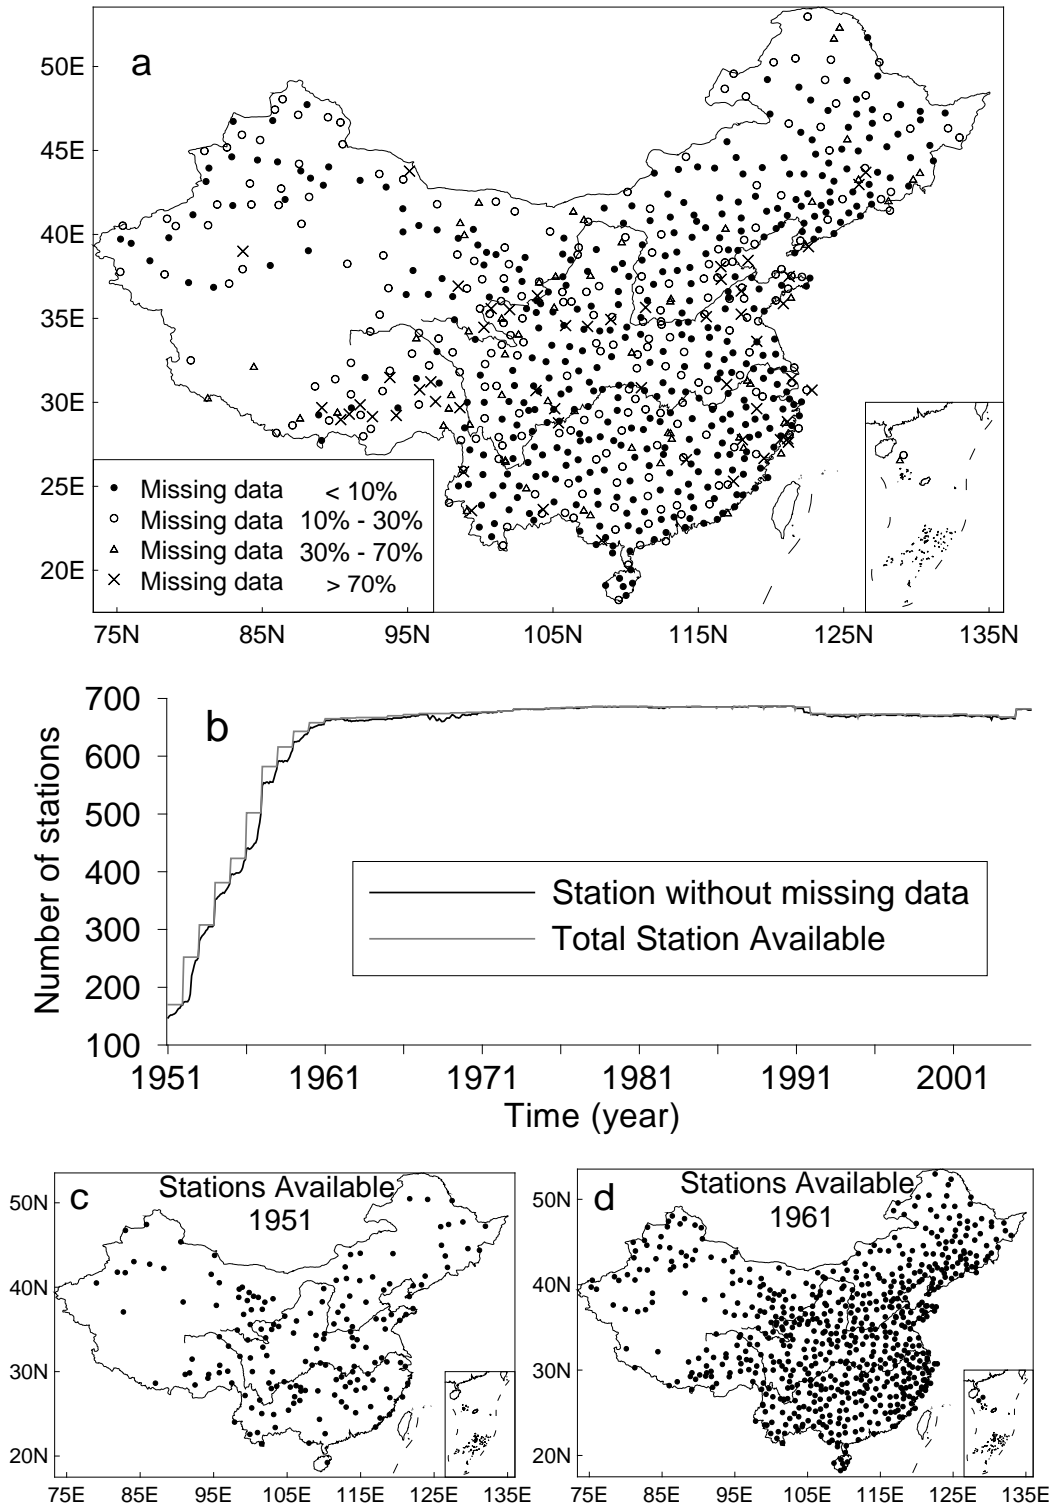 a
50E
45E
40E
35E
30E
25E
20E
Missing data < 10%
Missing data 10% - 30%
Missing data 30% - 70%
Missing data > 70%
75N 85N 95N 105N 115N 125N 135N
b
700
600
500
400
300
200
100
Number of stations
Station without missing data
Total Station Available
1951 1961 1971 1981 1991 2001
Time (year)
c
Stations Available
1951
50N
40N
30N
20N
75E 85E 95E 105E 115E 125E 135E
d
Stations Available
1961
50N
40N
30N
20N
75E 85E 95E 105E 115E 125E 135E